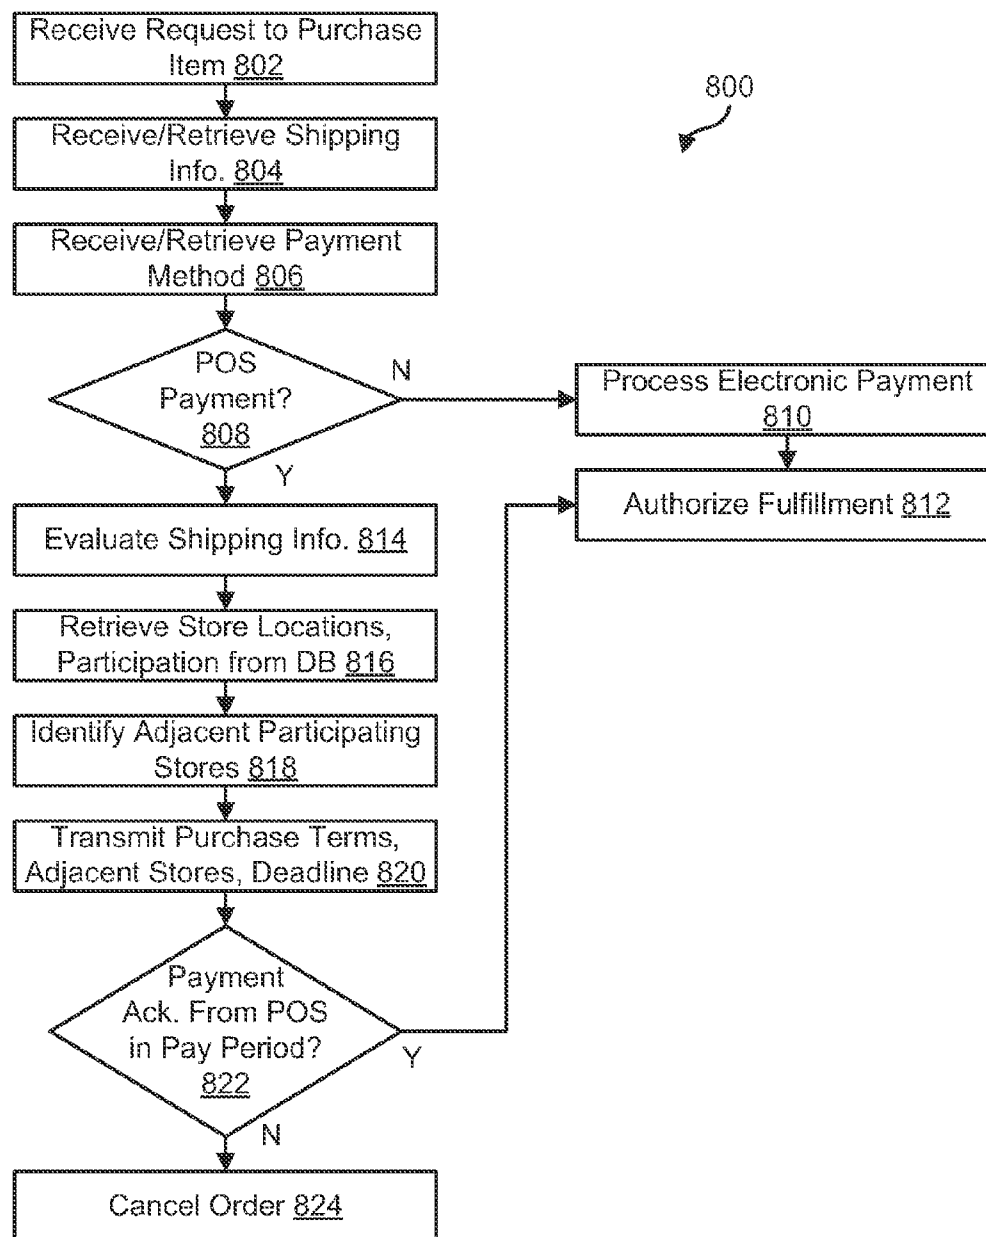 Receive Request to Purchase
Item 802
800
Receive/Retrieve Shipping
Info. 804
Receive/Retrieve Payment
Method 806
POS
Payment?
808
N
Y
Process Electronic Payment
810
Authorize Fulfillment 812
Evaluate Shipping Info. 814
Retrieve Store Locations,
Participation from DB 816
Identify Adjacent Participating
Stores 818
Transmit Purchase Terms,
Adjacent Stores, Deadline 820
Payment
Ack. From POS
in Pay Period?
822
Y
N
Cancel Order 824